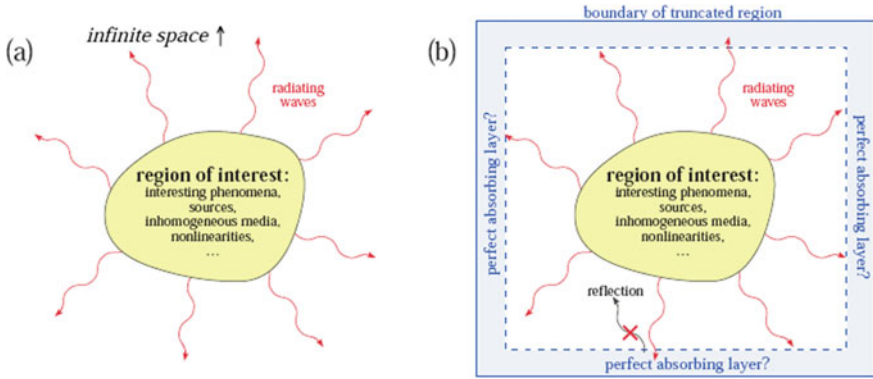 (a)
infinite space ↑
radiating
waves
region of interest:
interesting phenomena,
sources,
inhomogeneous media,
nonlinearities,
...
(b)
boundary of truncated region
perfect absorbing layer?
radiating
waves
region of interest:
interesting phenomena,
sources,
inhomogeneous media,
nonlinearities,
...
perfect absorbing layer?
reflection
perfect absorbing layer?